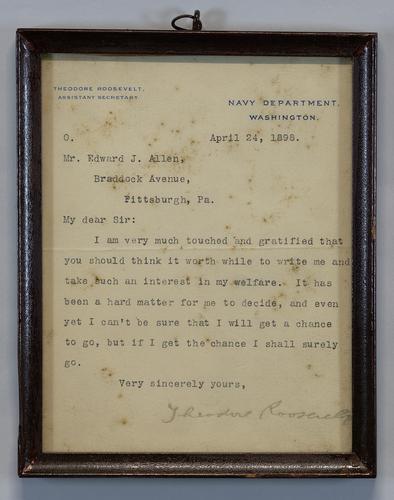 THEODORE ROOSEVELT,
ASSISTANT SECRETARY
NAVY DEPARTMENT,
WASHINGTON.
O.
April 24, 1898.
Mr. Edward J. Allen,
Braddock Avenue,
Pittsburgh, Pa.
My dear Sir:
I am very much touched and gratified that
you should think it worth while to write me and
take such an interest in my welfare. It has
been a hard matter for me to decide, and even
yet I can't be sure that I will get a chance
to go, but if I get the chance I shall surely
go.
Very sincerely yours,
Theodore Roosevelt